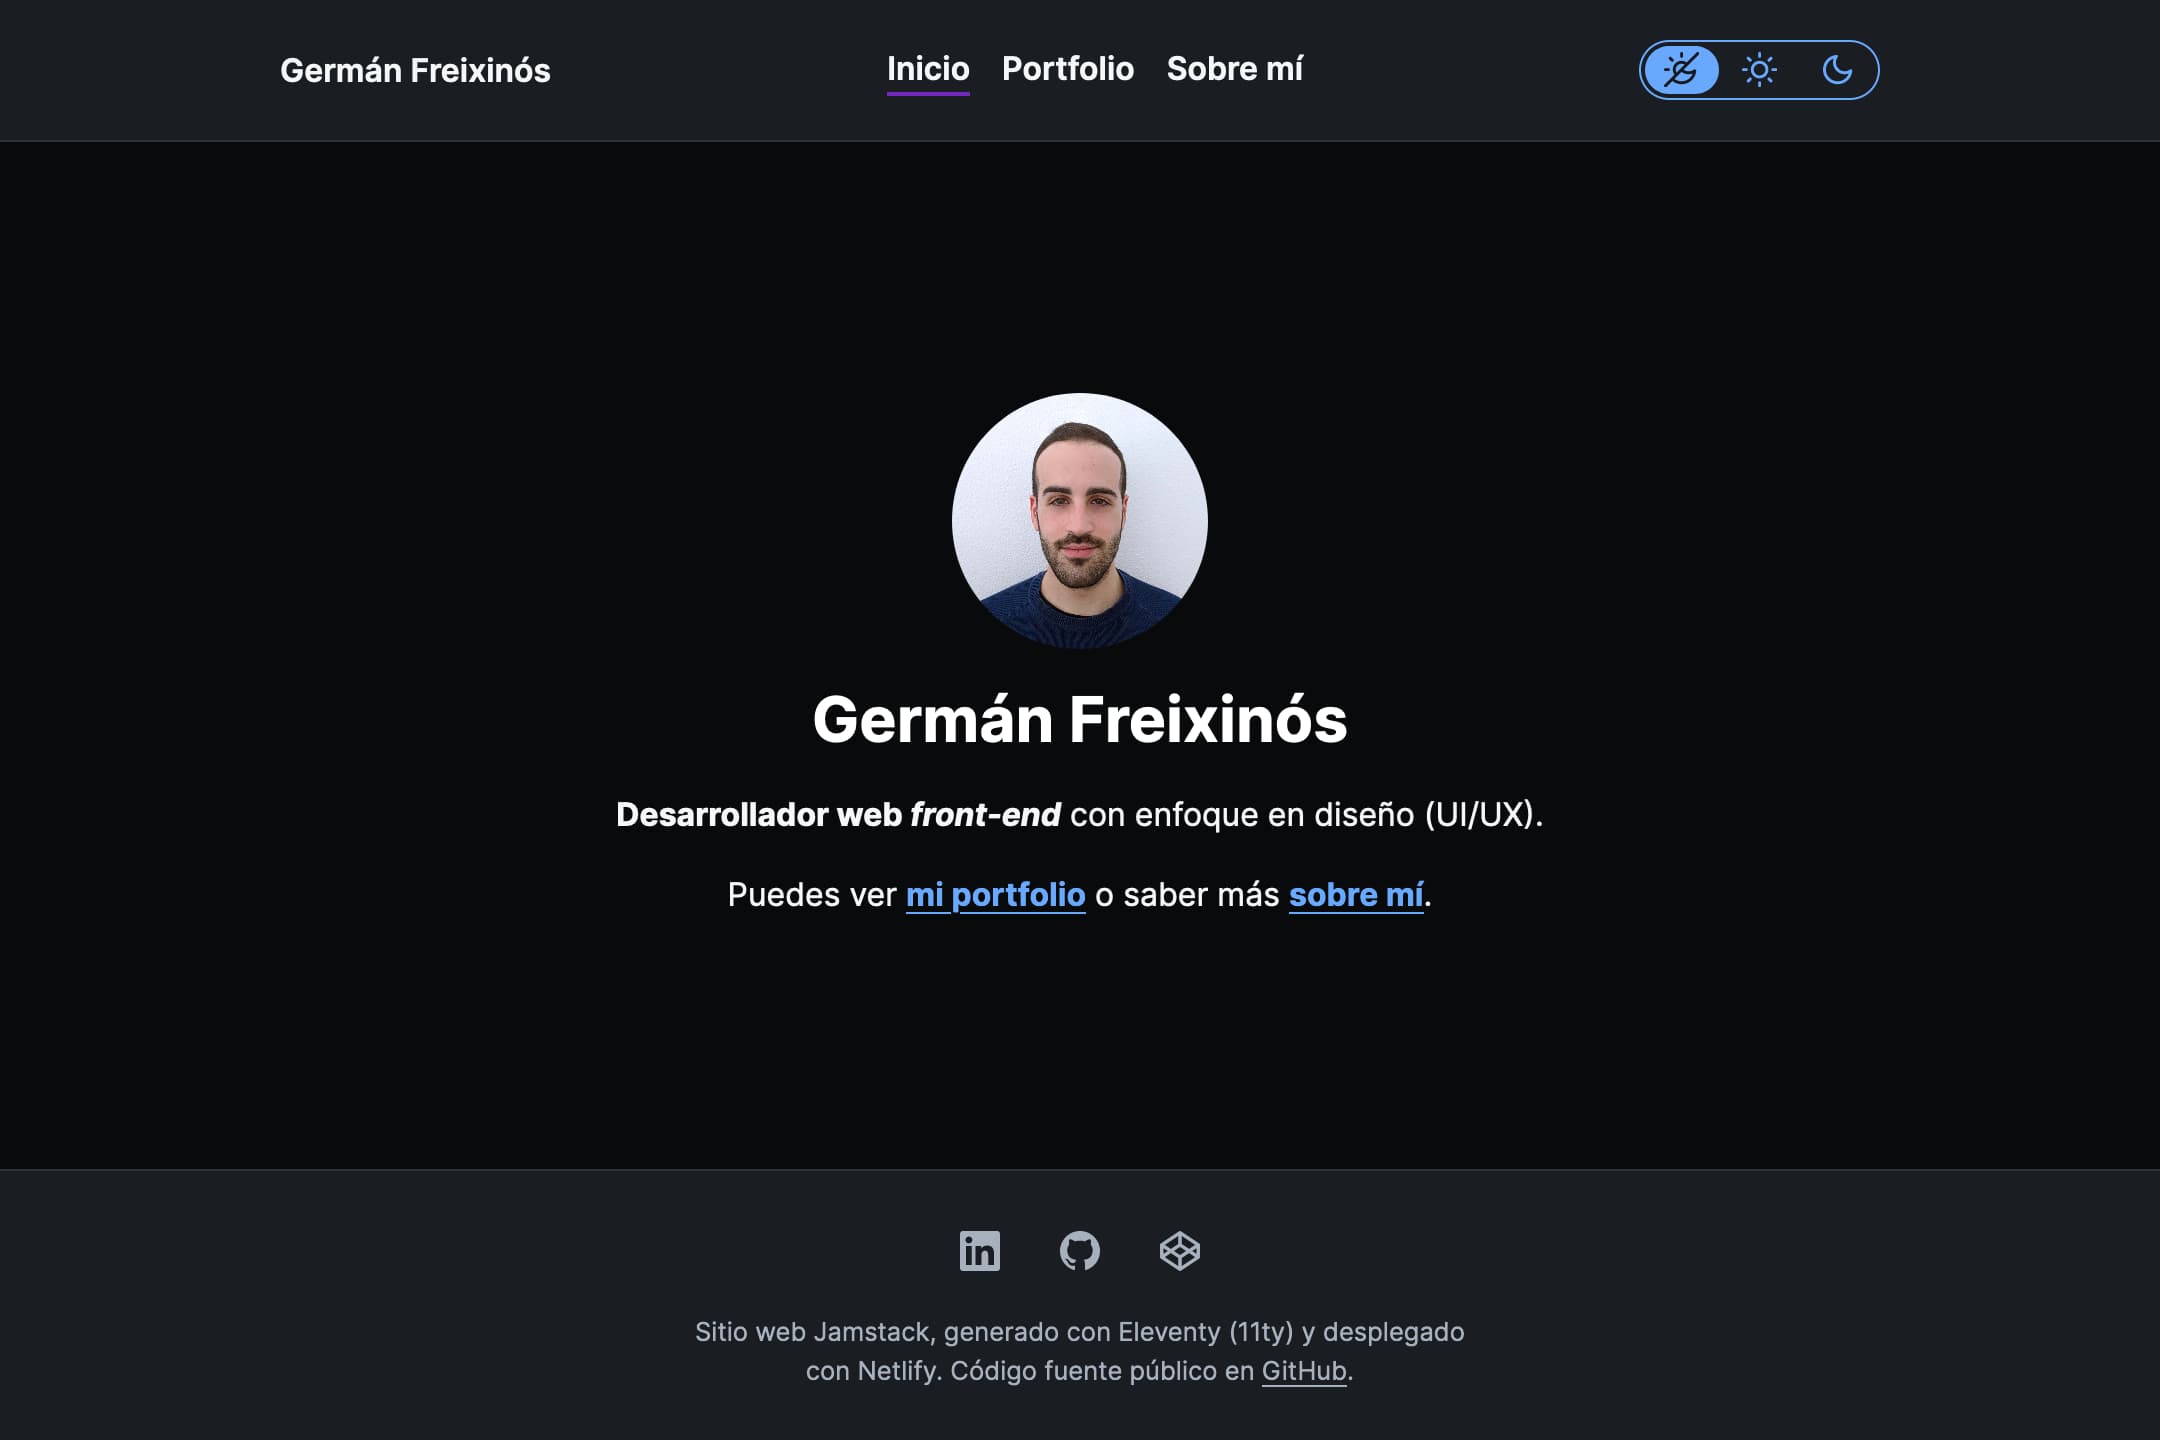 Germán Freixinós
Inicio Portfolio Sobre mí
Germán Freixinós
Desarrollador web front-end con enfoque en diseño (UI/UX).
Puedes ver mi portfolio o saber más sobre mí.
in
Sitio web Jamstack, generado con Eleventy (11ty) y desplegado
con Netlify. Código fuente público en GitHub.